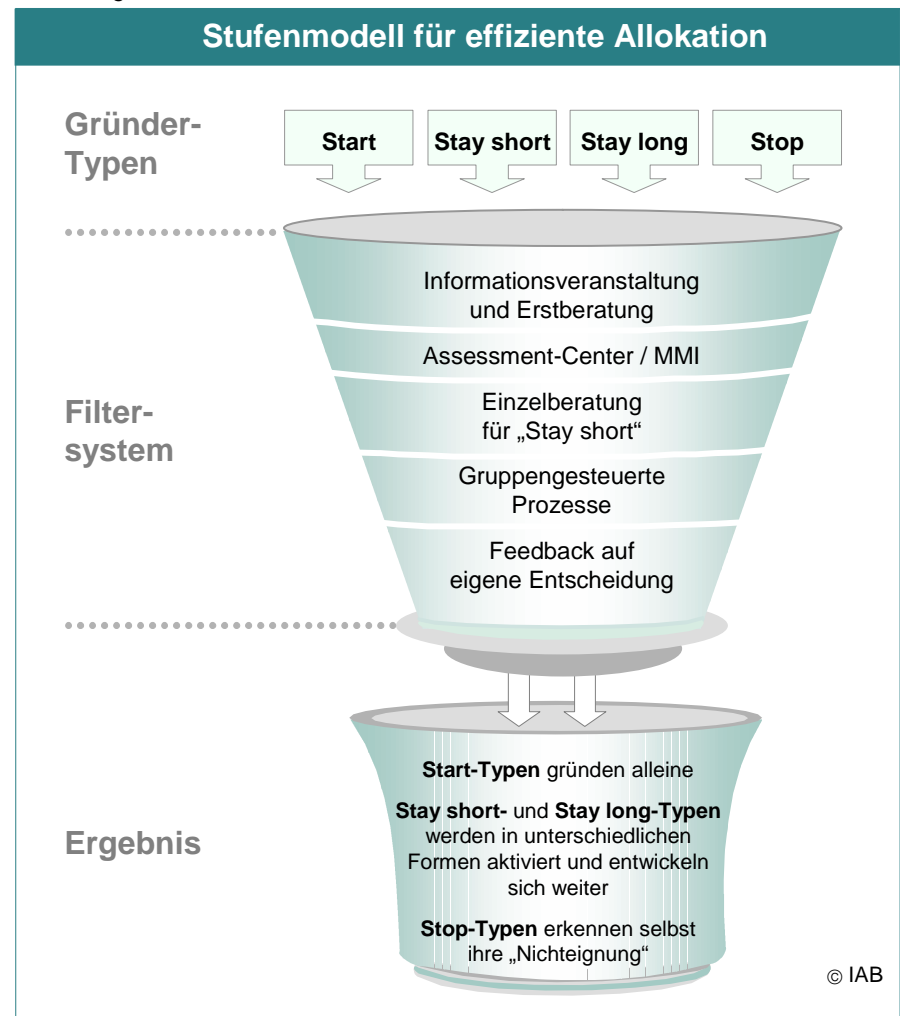 Stufenmodell für effiziente Allokation
Gründer-
Typen
Start
Stay short
Stay long
Stop
Filter-
system
Informationsveranstaltung
und Erstberatung
Assessment-Center / MMI
Einzelberatung
für „Stay short“
Gruppengesteuerte
Prozesse
Feedback auf
eigene Entscheidung
Ergebnis
Start-Typen gründen alleine
Stay short- und Stay long-Typen
werden in unterschiedlichen
Formen aktiviert und entwickeln
sich weiter
Stop-Typen erkennen selbst
ihre „Nichteignung“
© IAB